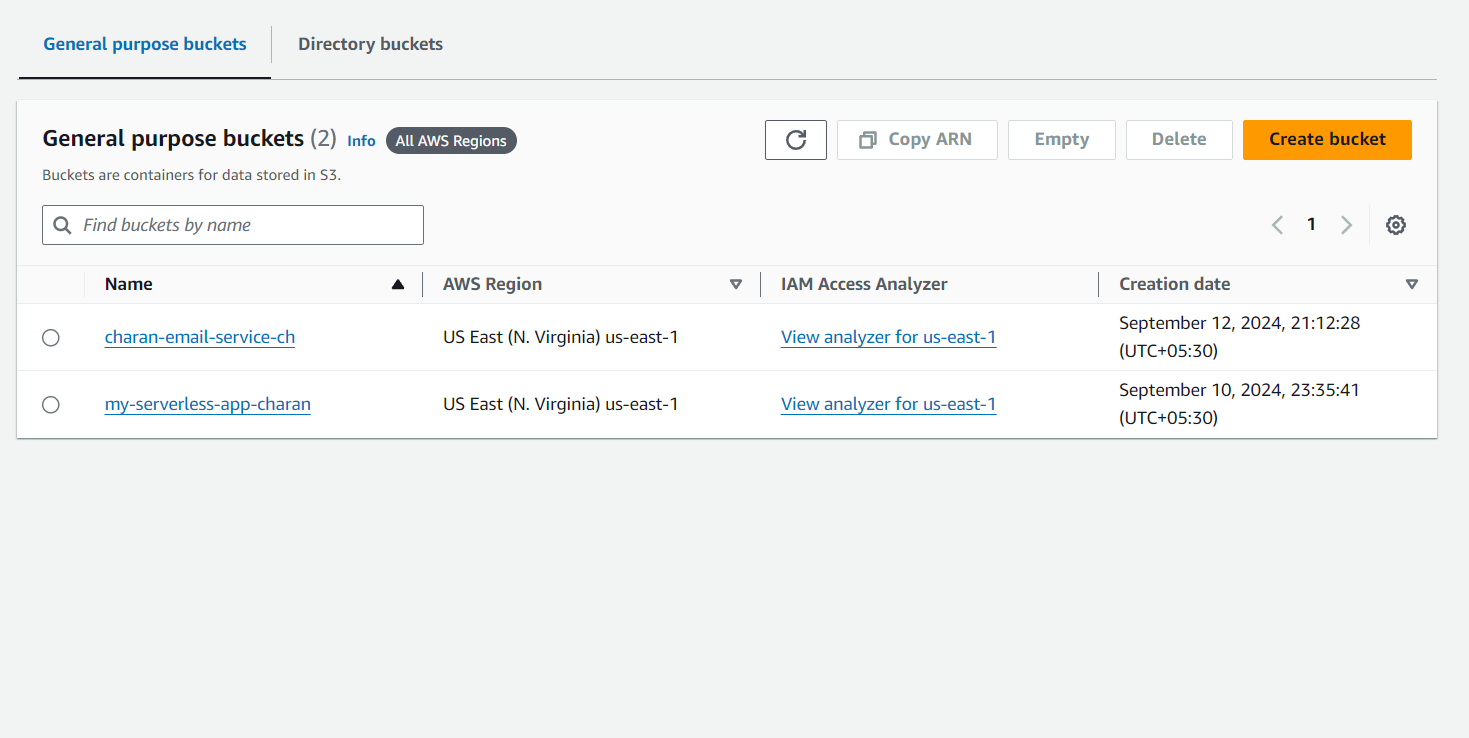 General purpose buckets
Directory buckets
General purpose buckets (2) Info All AWS Regions
Copy ARN
Empty
Delete
Create bucket
Buckets are containers for data stored in S3.
Find buckets by name
1
Name
AWS Region
IAM Access Analyzer
Creation date
charan-email-service-ch
US East (N. Virginia) us-east-1
View analyzer for us-east-1
September 12, 2024, 21:12:28
(UTC+05:30)
my-serverless-app-charan
US East (N. Virginia) us-east-1
View analyzer for us-east-1
September 10, 2024, 23:35:41
(UTC+05:30)